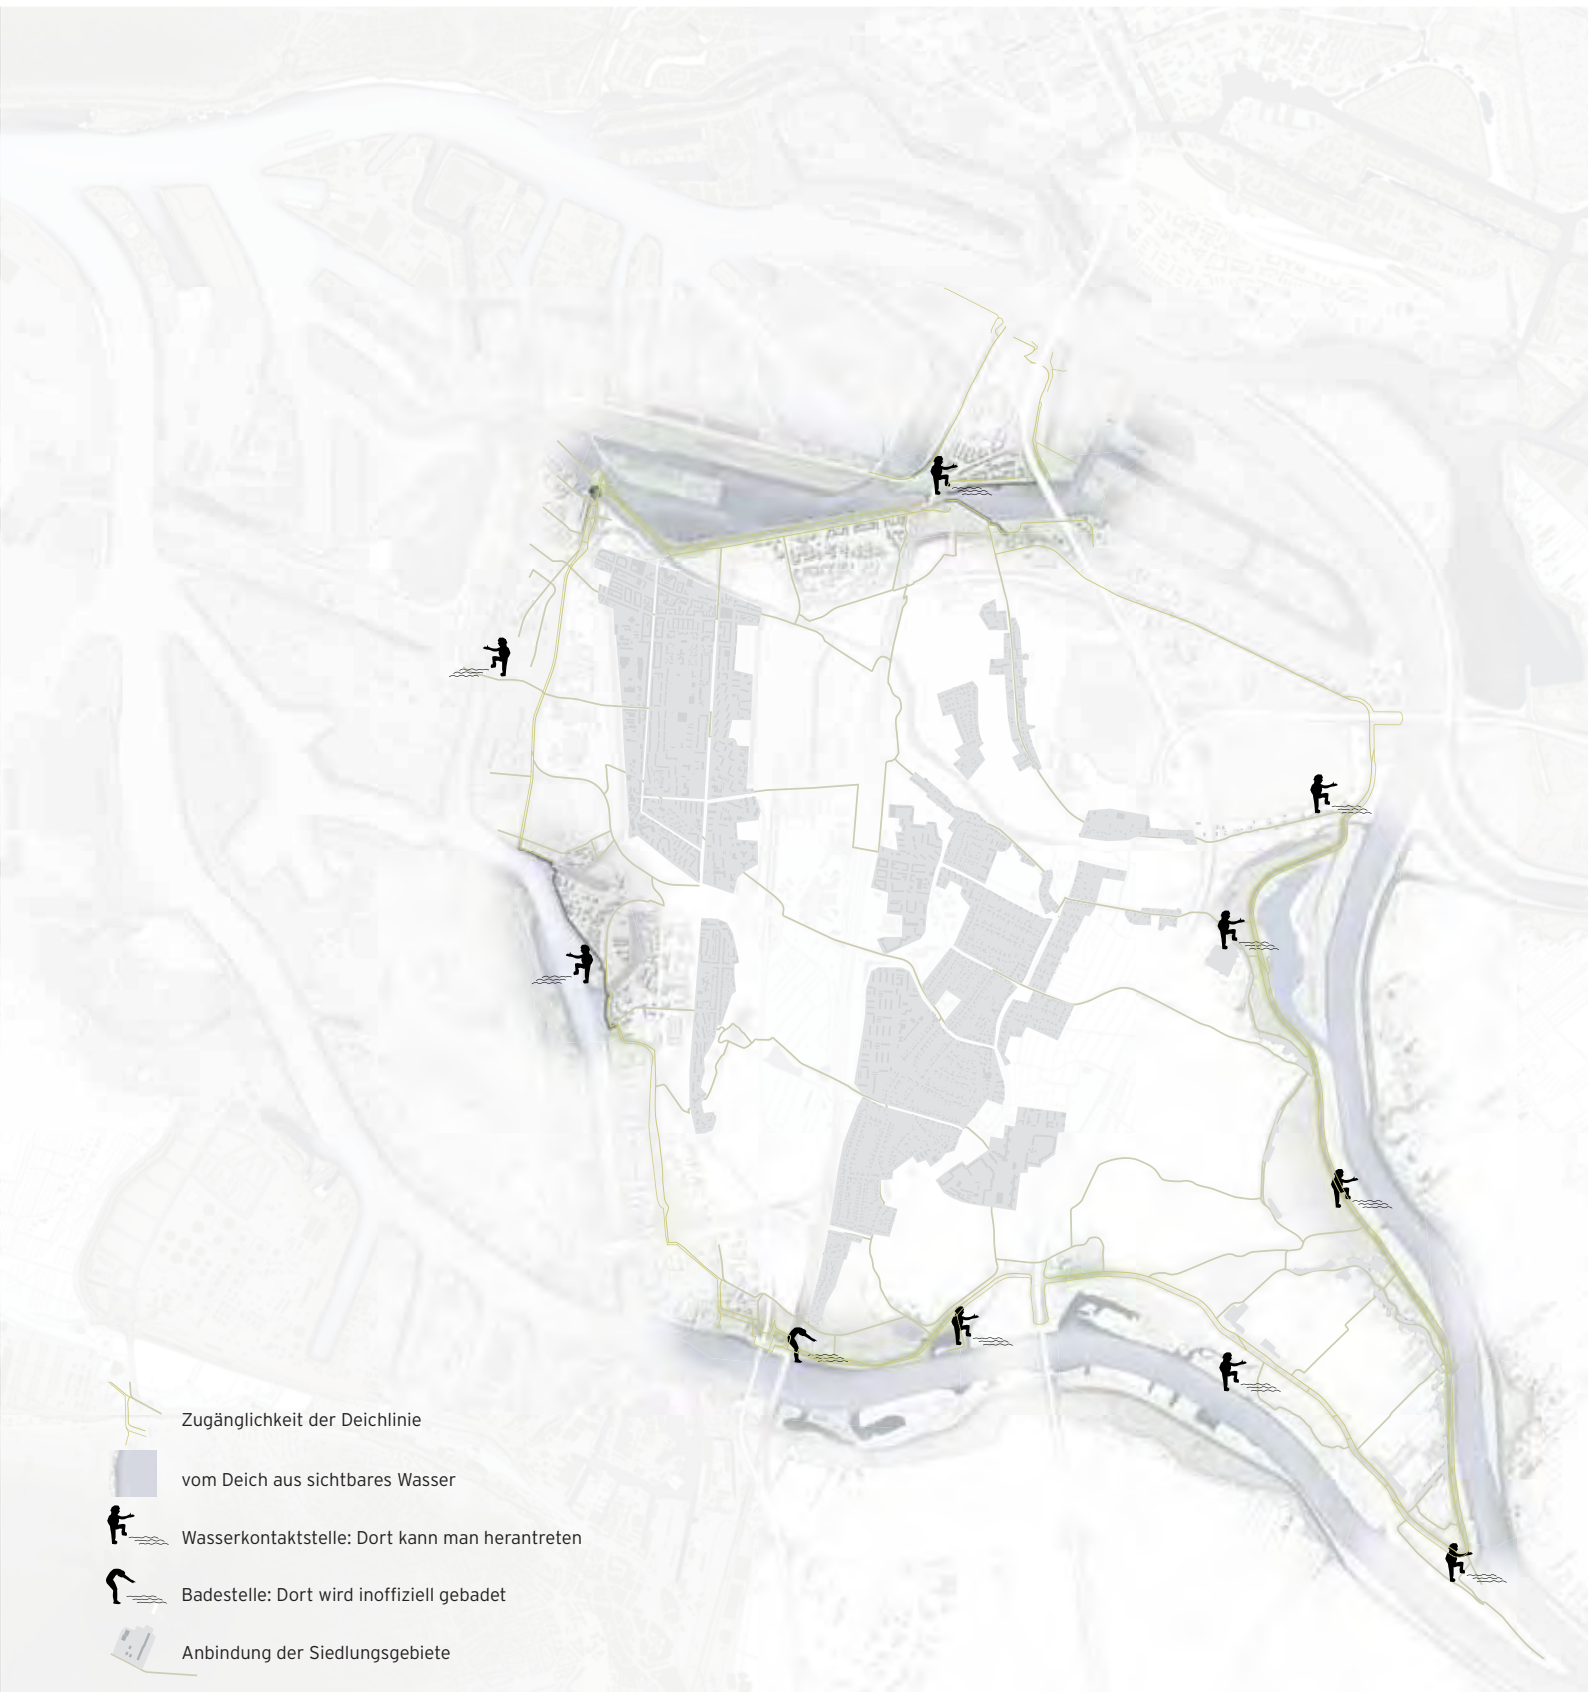 Zugänglichkeit der Deichlinie
vom Deich aus sichtbares Wasser
Wasserkontaktstelle: Dort kann man herantreten
Badestelle: Dort wird inoffiziell gebadet
Anbindung der Siedlungsgebiete